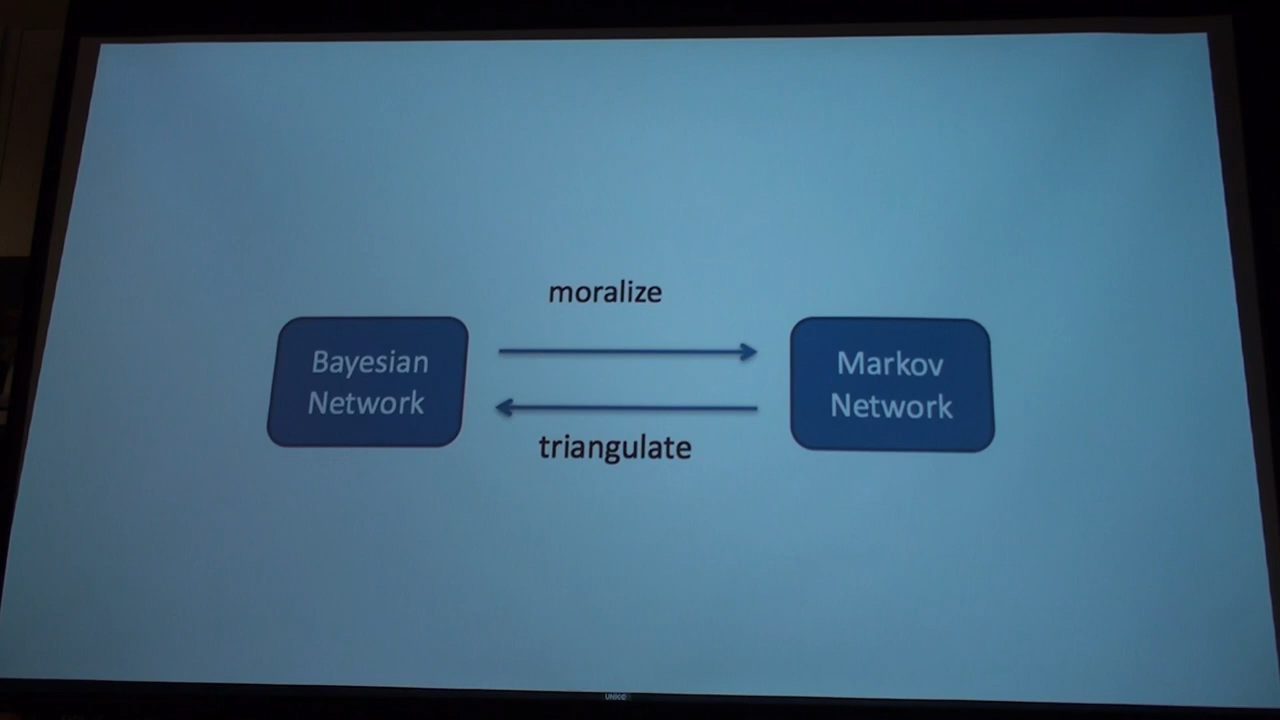 moralize
Bayesian
Network
Markov
Network
triangulate